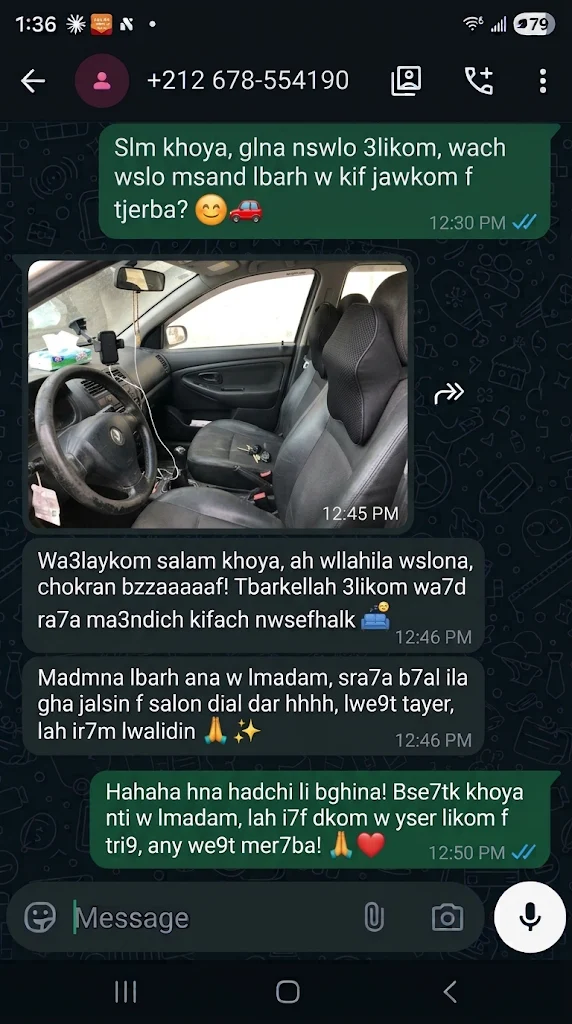 1:36
79
+212 678-554190
Slm khoya, glna nswlo 3likom, wach
wslo msand lbarh w kif jawkom f
tjerba? 😊🚗
12:30 PM
12:45 PM
Wa3laykom salam khoya, ah wllahila wslona,
chokran bzzaaaaaf! Tbarkellah 3likom wa7d
ra7a ma3ndich kifach nwsefhalk 🛋️
12:46 PM
Madmna lbarh ana w lmadam, sra7a b7al ila
gha jalsin f salon dial dar hhhh, lwe9t tayer,
lah ir7m lwalidin 🙏✨
12:46 PM
Hahaha hna hadchi li bghina! Bse7tk khoya
nti w lmadam, lah i7f dkom w yser likom f
tri9, any we9t mer7ba! 🙏❤️
12:50 PM
Message